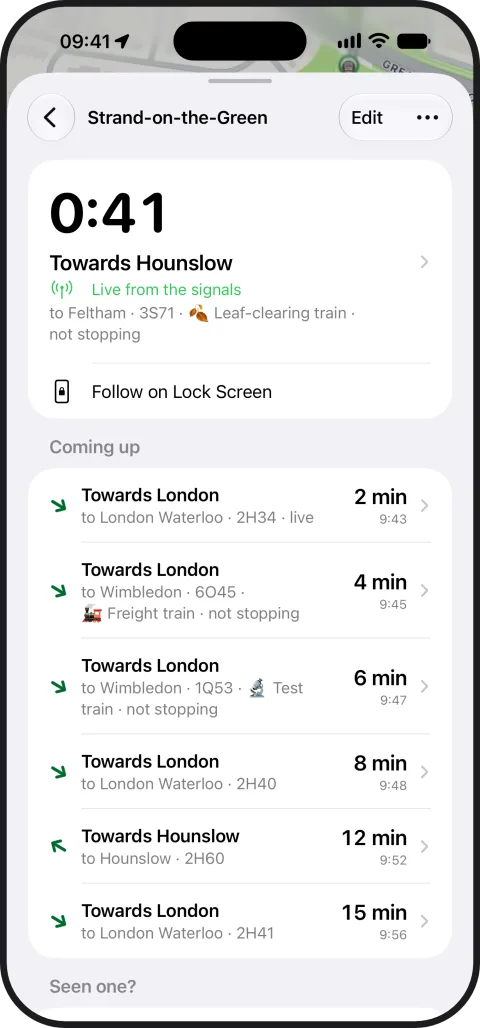 09:41
GRE
Strand-on-the-Green
Edit
0:41
Towards Hounslow
Live from the signals
to Feltham · 3S71 · 🍂 Leaf-clearing train ·
not stopping
Follow on Lock Screen
Coming up
Towards London
2 min
to London Waterloo · 2H34 · live
9:43
Towards London
4 min
to Wimbledon · 6O45 ·
9:45
🚂 Freight train · not stopping
Towards London
6 min
to Wimbledon · 1Q53 · 🔬 Test
9:47
train · not stopping
Towards London
8 min
to London Waterloo · 2H40
9:48
Towards Hounslow
12 min
to Hounslow · 2H60
9:52
Towards London
15 min
to London Waterloo · 2H41
9:56
Seen one?